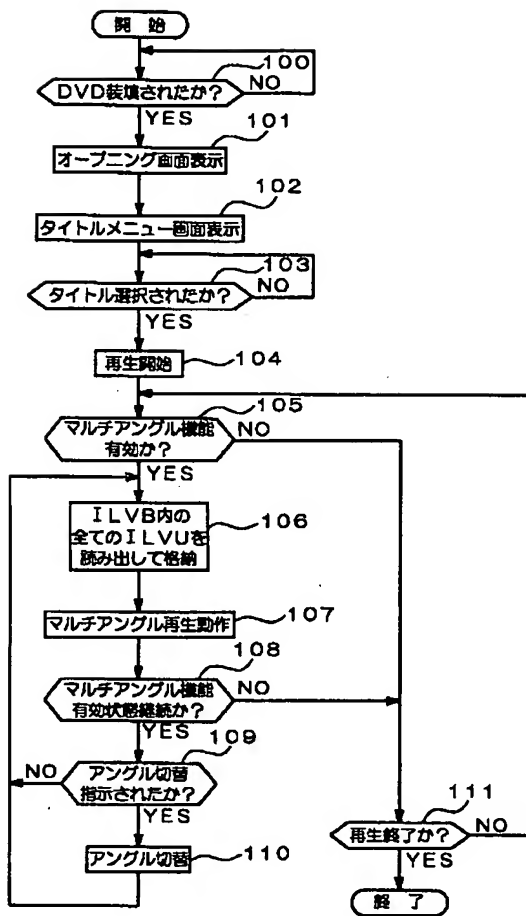 開 始
100
DVD装填されたか？
NO
YES
101
オープニング画面表示
102
タイトルメニュー画面表示
103
タイトル選択されたか？
NO
YES
104
再生開始
105
マルチアングル機能
有効か？
NO
YES
106
ＩＬＶＢ内の
全てのＩＬＶＵを
読み出して格納
107
マルチアングル再生動作
108
マルチアングル機能
有効状態継続か？
NO
YES
109
NO
アングル切替
指示されたか？
YES
アングル切替
110
111
再生終了か？
NO
YES
終 了